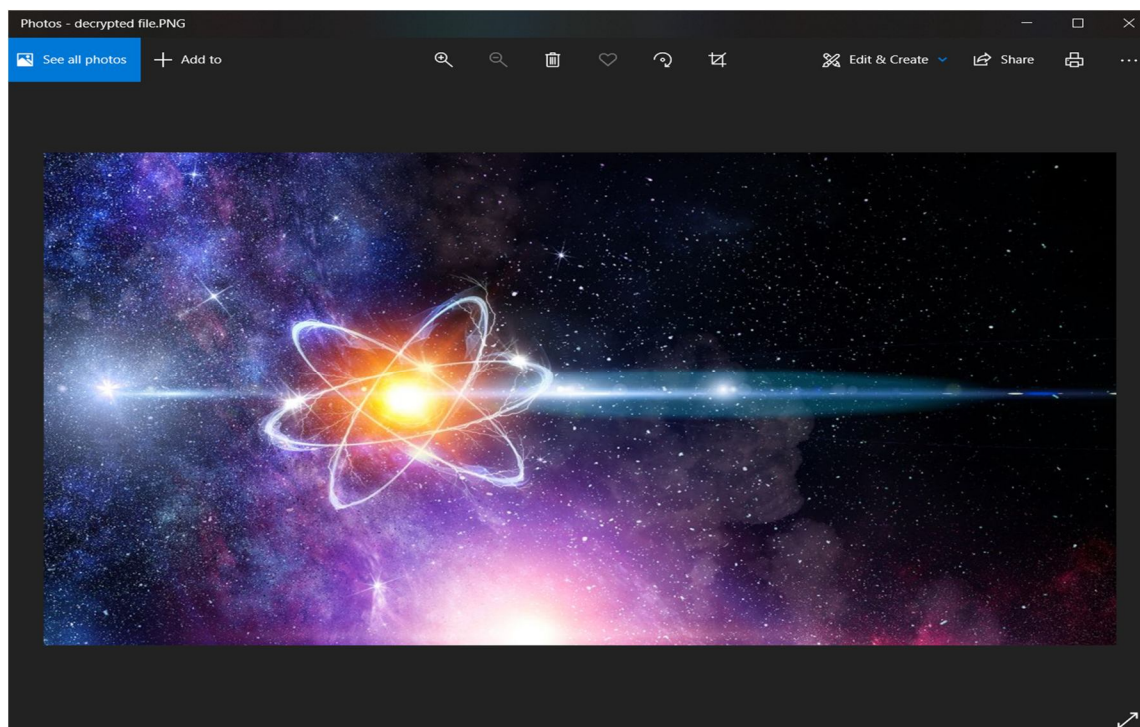 Photos - decrypted file.PNG
See all photos
Add to
Edit & Create
Share